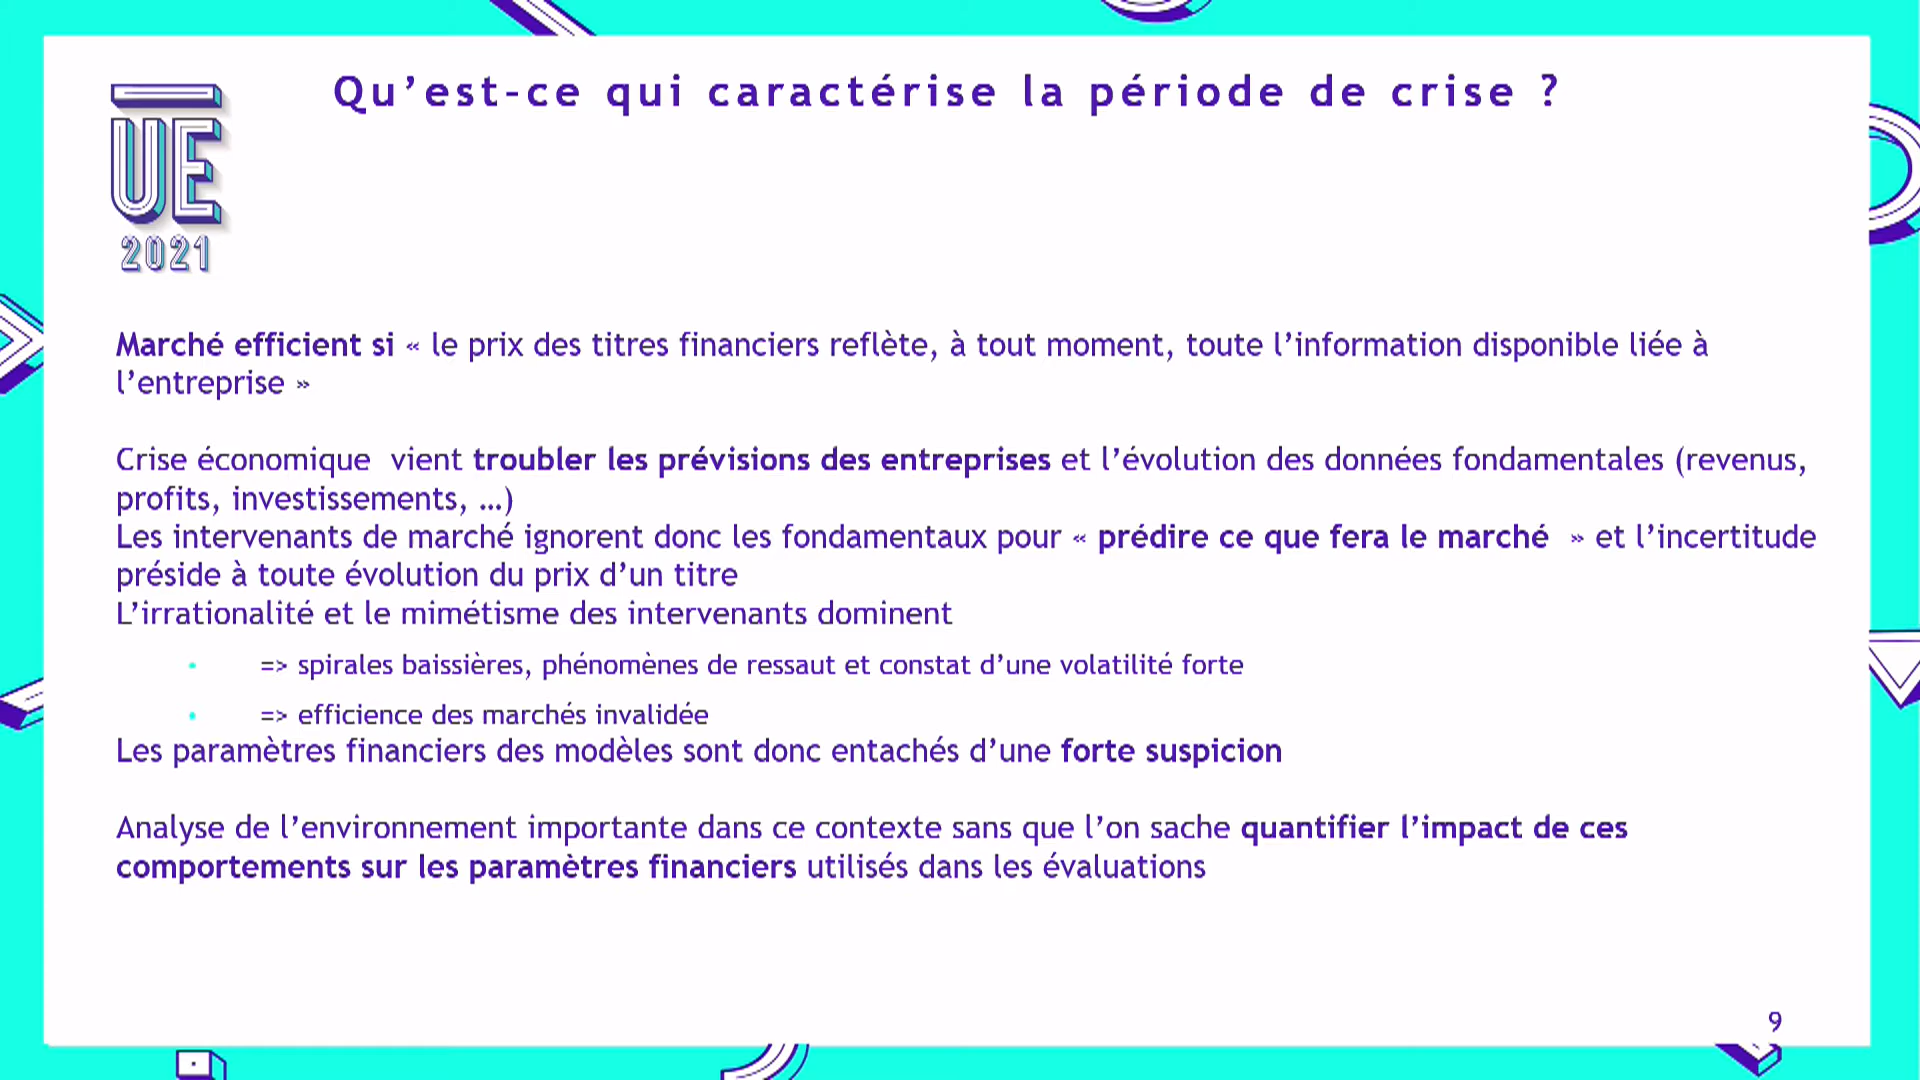 Qu’est-ce qui caractérise la période de crise ?
UE
2021
Marché efficient si « le prix des titres financiers reflète, à tout moment, toute l’information disponible liée à
l’entreprise »
Crise économique vient troubler les prévisions des entreprises et l’évolution des données fondamentales (revenus,
profits, investissements, …)
Les intervenants de marché ignorent donc les fondamentaux pour « prédire ce que fera le marché » et l’incertitude
préside à toute évolution du prix d’un titre
L’irrationalité et le mimétisme des intervenants dominent
• => spirales baissières, phénomènes de ressaut et constat d’une volatilité forte
• => efficience des marchés invalidée
Les paramètres financiers des modèles sont donc entachés d’une forte suspicion
Analyse de l’environnement importante dans ce contexte sans que l’on sache quantifier l’impact de ces
comportements sur les paramètres financiers utilisés dans les évaluations
9